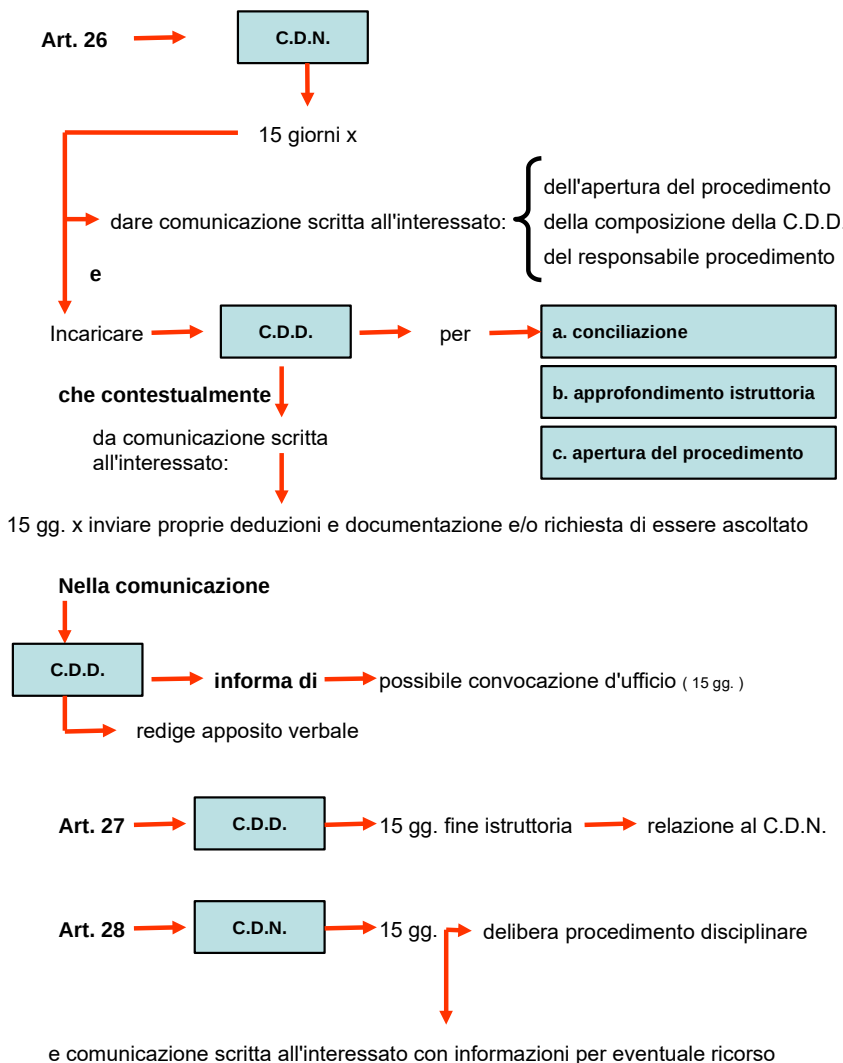 Art. 26
C.D.N.
15 giorni x
dell'apertura del procedimento
dare comunicazione scritta all'interessato:
della composizione della C.D.D.
del responsabile procedimento
e
Incaricare
C.D.D.
per
a. conciliazione
b. approfondimento istruttoria
c. apertura del procedimento
che contestualmente
da comunicazione scritta
all'interessato:
15 gg. x inviare proprie deduzioni e documentazione e/o richiesta di essere ascoltato
Nella comunicazione
C.D.D.
informa di
possibile convocazione d'ufficio ( 15 gg. )
redige apposito verbale
Art. 27
C.D.D.
15 gg. fine istruttoria
relazione al C.D.N.
Art. 28
C.D.N.
15 gg.
delibera procedimento disciplinare
e comunicazione scritta all'interessato con informazioni per eventuale ricorso